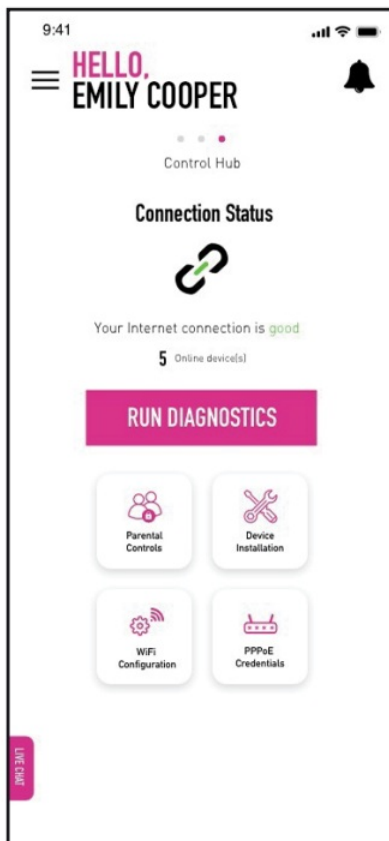 9:41
HELLO,
EMILY COOPER
Control Hub
Connection Status
Your Internet connection is good
5 Online device(s)
RUN DIAGNOSTICS
Parental
Controls
Device
Installation
WiFi
Configuration
PPPoE
Credentials
LIVE CHAT